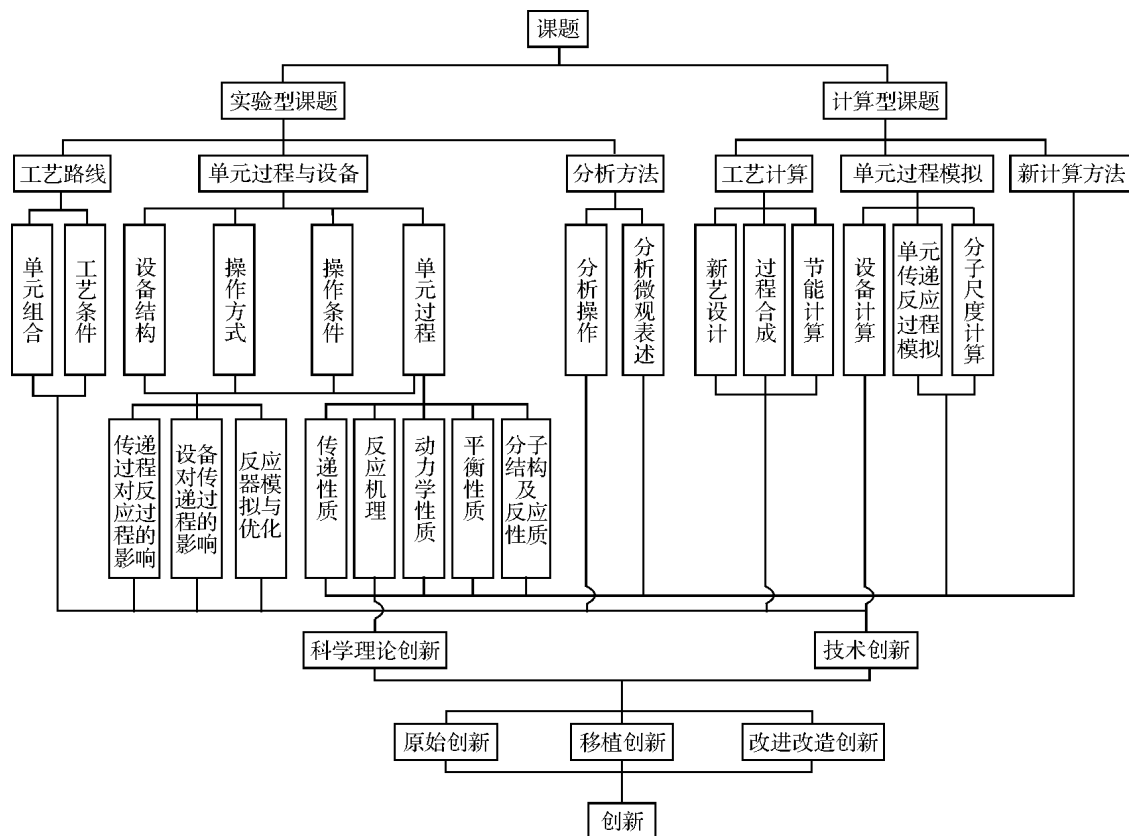 课题
实验型课题
计算型课题
工艺路线
单元过程与设备
分析方法
工艺计算
单元过程模拟
新计算方法
单元组合
工艺条件
设备结构
操作方式
操作条件
单元过程
分析操作
分析微观表述
新艺设计
过程合成
节能计算
设备计算
单元传递反应过程模拟
分子尺度计算
传递过程对反应过程的影响
设备对传递过程的影响
反应器模拟与优化
传递性质
反应机理
动力学性质
平衡性质
分子结构及反应性质
科学理论创新
技术创新
原始创新
移植创新
改进改造创新
创新